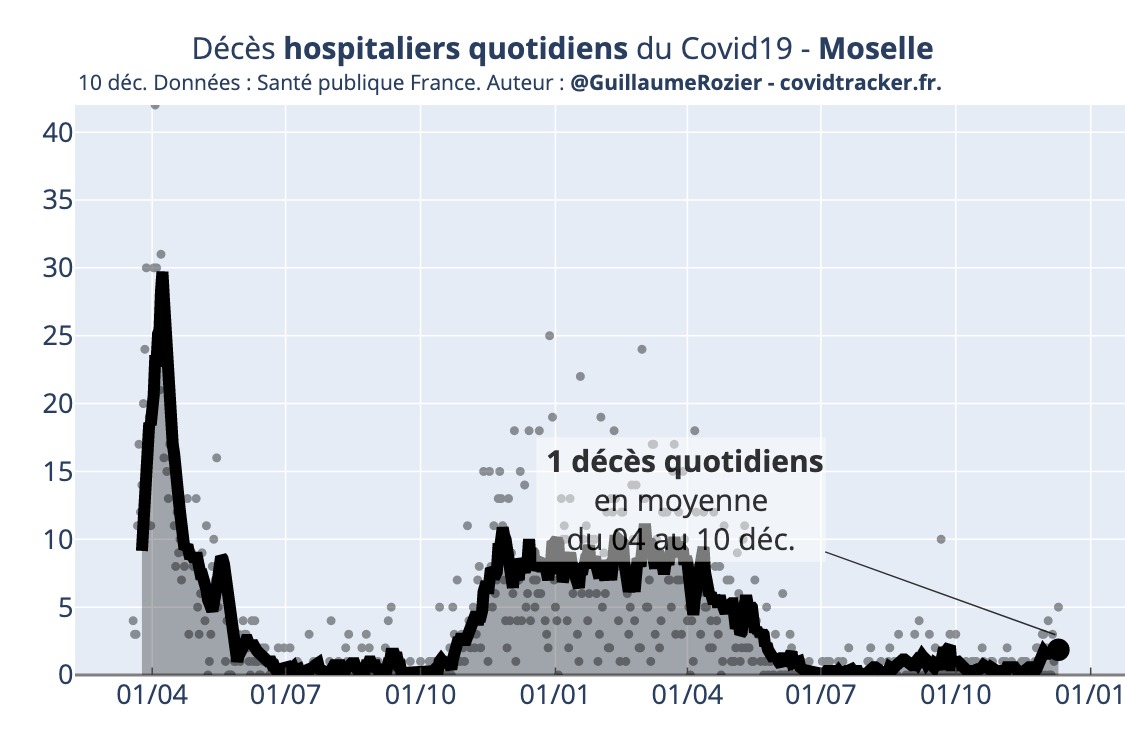 Décès hospitaliers quotidiens du Covid19 - Moselle
10 déc. Données : Santé publique France. Auteur : @GuillaumeRozier - covidtracker.fr.
40
35
30
25
20
15
10
5
0
1 décès quotidiens
en moyenne
du 04 au 10 déc.
01/04 01/07 01/10 01/01 01/04 01/07 01/10 01/01